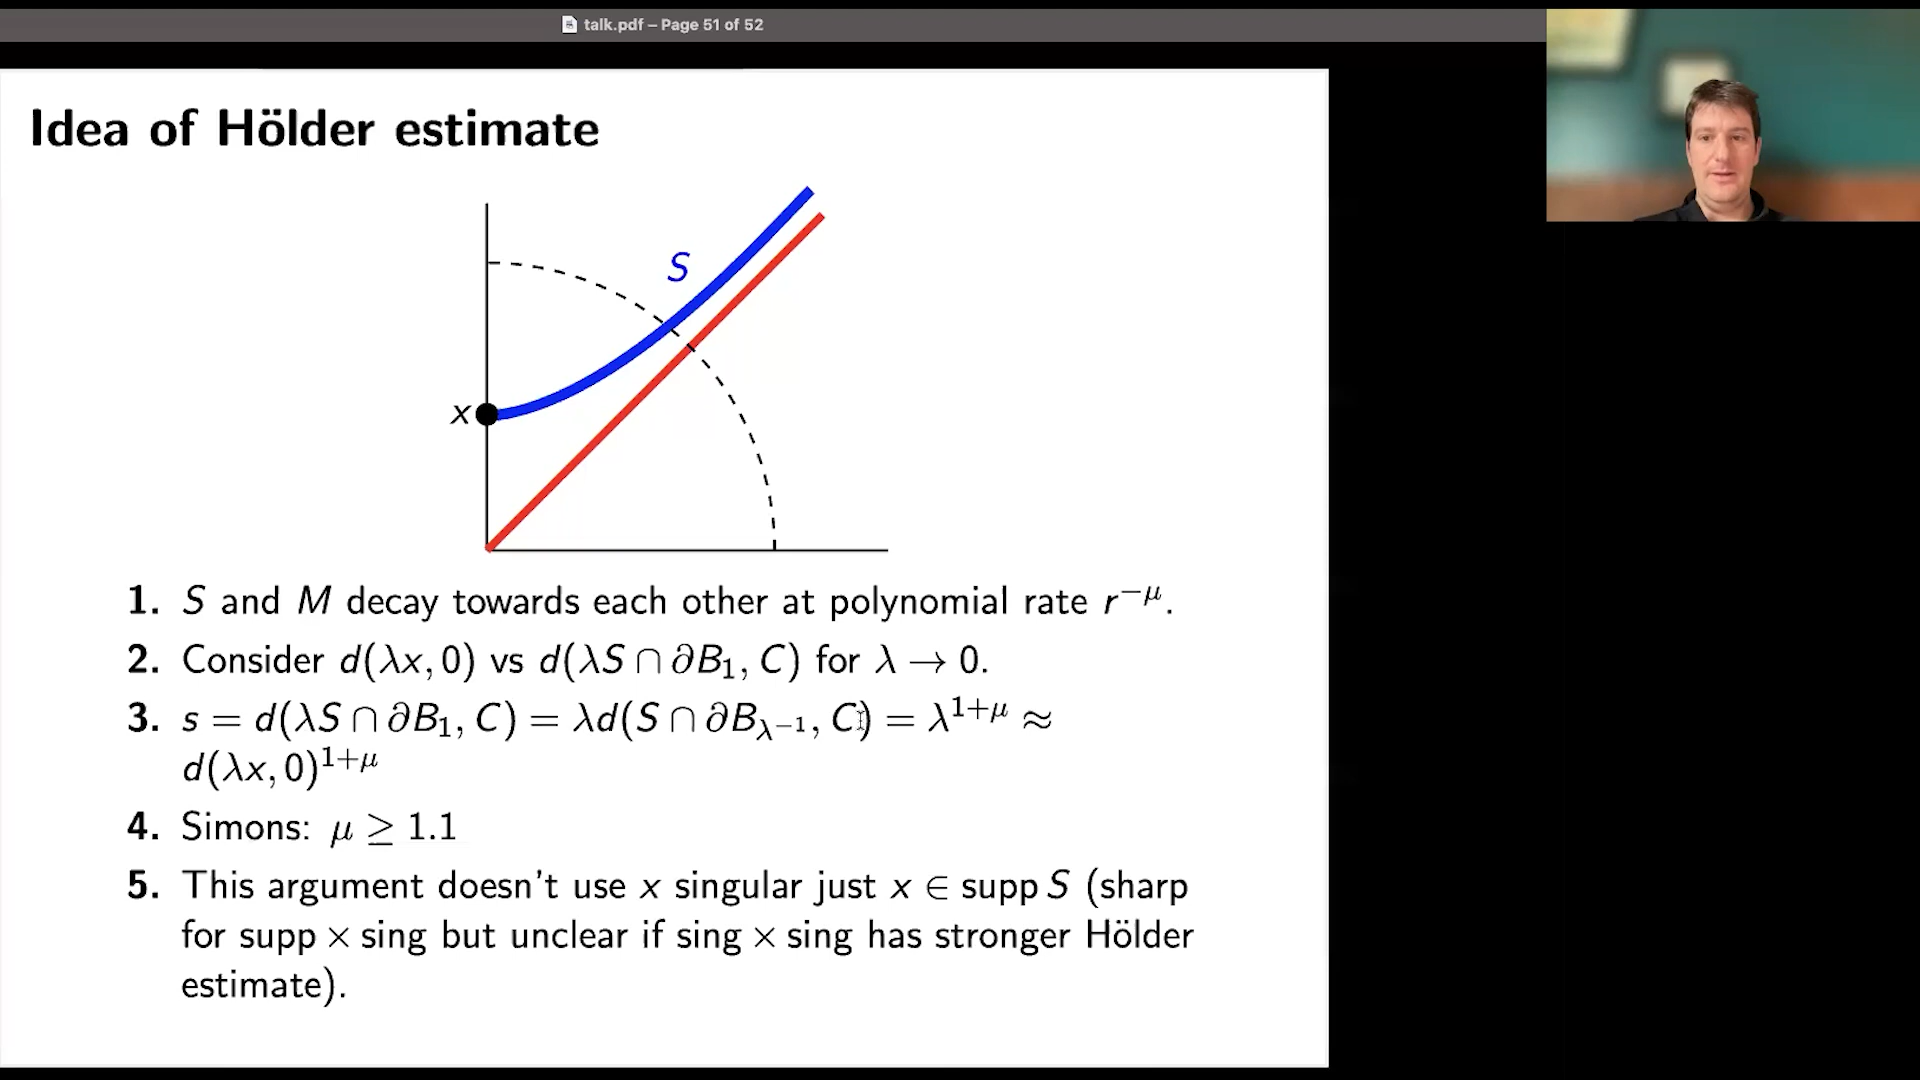 talk.pdf – Page 51 of 52
Idea of Hölder estimate
S
x
1. S and M decay towards each other at polynomial rate r^{−μ}.
2. Consider d(λx, 0) vs d(λS ∩ ∂B₁, C) for λ → 0.
3. s = d(λS ∩ ∂B₁, C) = λd(S ∩ ∂B_{λ^{−1}}, C) = λ^{1+μ} ≈
d(λx, 0)^{1+μ}
4. Simons: μ ≥ 1.1
5. This argument doesn't use x singular just x ∈ supp S (sharp
for supp × sing but unclear if sing × sing has stronger Hölder
estimate).